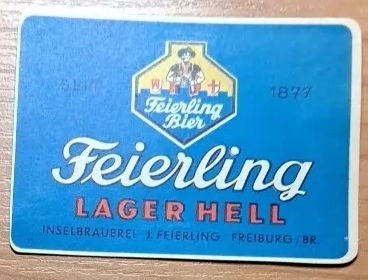 SEIT 1877
Feierling
Bier
Feierling
LAGER HELL
INSELBRAUEREI J. FEIERLING FREIBURG/BR.